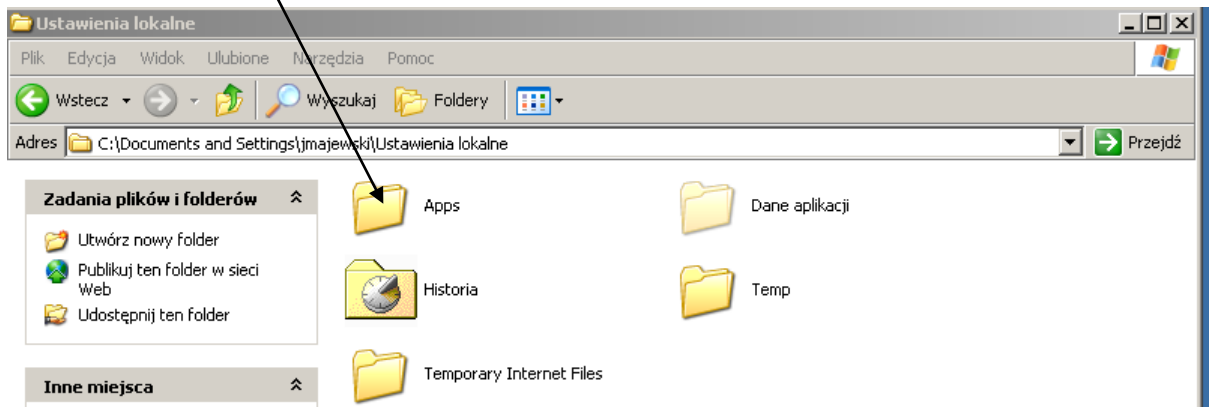 Ustawienia lokalne
Plik Edycja Widok Ulubione Narzędzia Pomoc
Wstecz Wyszukaj Foldery
Adres C:\Documents and Settings\jmajewski\Ustawienia lokalne Przejdź
Zadania plików i folderów
Utwórz nowy folder
Publikuj ten folder w sieci
Web
Udostępnij ten folder
Inne miejsca
Apps
Dane aplikacji
Historia
Temp
Temporary Internet Files